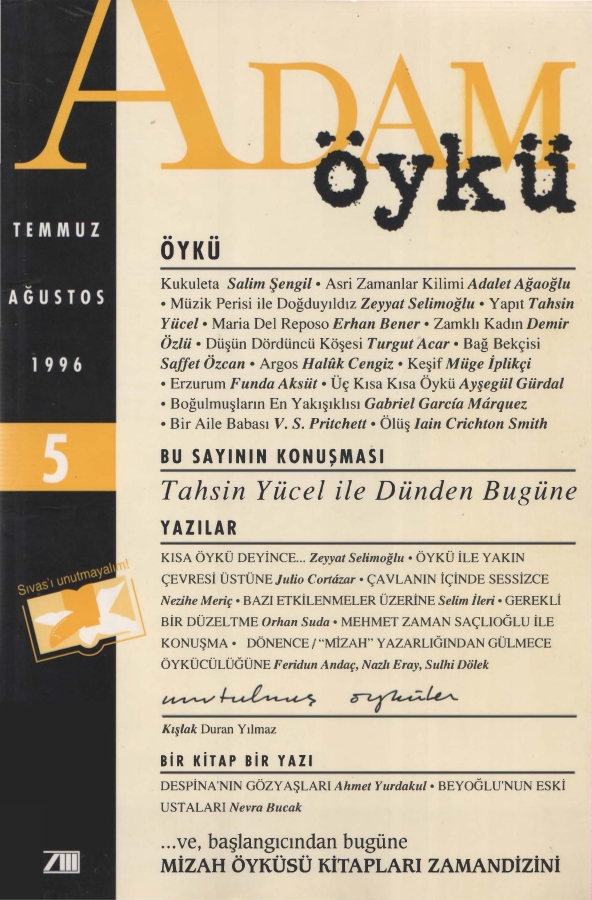 ADAM
öykü
TEMMUZ
AĞUSTOS
1996
5
Sıvas'ı unutmayalım!
ÖYKÜ
Kukuleta Salim Şengil • Asri Zamanlar Kilimi Adalet Ağaoğlu
• Müzik Perisi ile Doğduyıldız Zeyyat Selimoğlu • Yapıt Tahsin
Yücel • Maria Del Reposo Erhan Bener • Zamklı Kadın Demir
Özlü • Düşün Dördüncü Köşesi Turgut Acar • Bağ Bekçisi
Saffet Özcan • Argos Halûk Cengiz • Keşif Müge İplikçi
• Erzurum Funda Aksüt • Üç Kısa Kısa Öykü Ayşegül Gürdal
• Boğulmuşların En Yakışıklısı Gabriel García Márquez
• Bir Aile Babası V. S. Pritchett • Ölüş Iain Crichton Smith
BU SAYININ KONUŞMASI
Tahsin Yücel ile Dünden Bugüne
YAZILAR
KISA ÖYKÜ DEYİNCE... Zeyyat Selimoğlu • ÖYKÜ İLE YAKIN
ÇEVRESİ ÜSTÜNE Julio Cortázar • ÇAVLANIN İÇİNDE SESSİZCE
Nezihe Meriç • BAZI ETKİLENMELER ÜZERİNE Selim İleri • GEREKLİ
BİR DÜZELTME Orhan Suda • MEHMET ZAMAN SAÇLIOĞLU İLE
KONUŞMA • DÖNENCE / “MİZAH” YAZARLIĞINDAN GÜLMECE
ÖYKÜCÜLÜĞÜNE Feridun Andaç, Nazlı Eray, Sulhi Dölek
unutulmuş öyküler
Kışlak Duran Yılmaz
BİR KİTAP BİR YAZI
DESPİNA'NIN GÖZYAŞLARI Ahmet Yurdakul • BEYOĞLU'NUN ESKİ
USTALARI Nevra Bucak
...ve, başlangıcından bugüne
MİZAH ÖYKÜSÜ KİTAPLARI ZAMANDİZİNİ